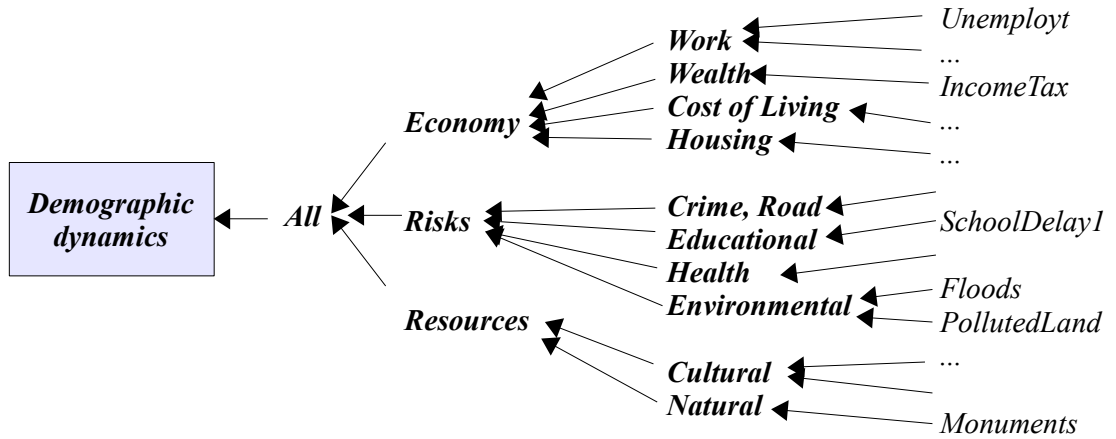 Demographic
dynamics
All
Economy
Risks
Resources
Work
Wealth
Cost of Living
Housing
Crime, Road
Educational
Health
Environmental
Cultural
Natural
Unemployt
...
IncomeTax
...
...
SchoolDelay1
Floods
PollutedLand
...
Monuments